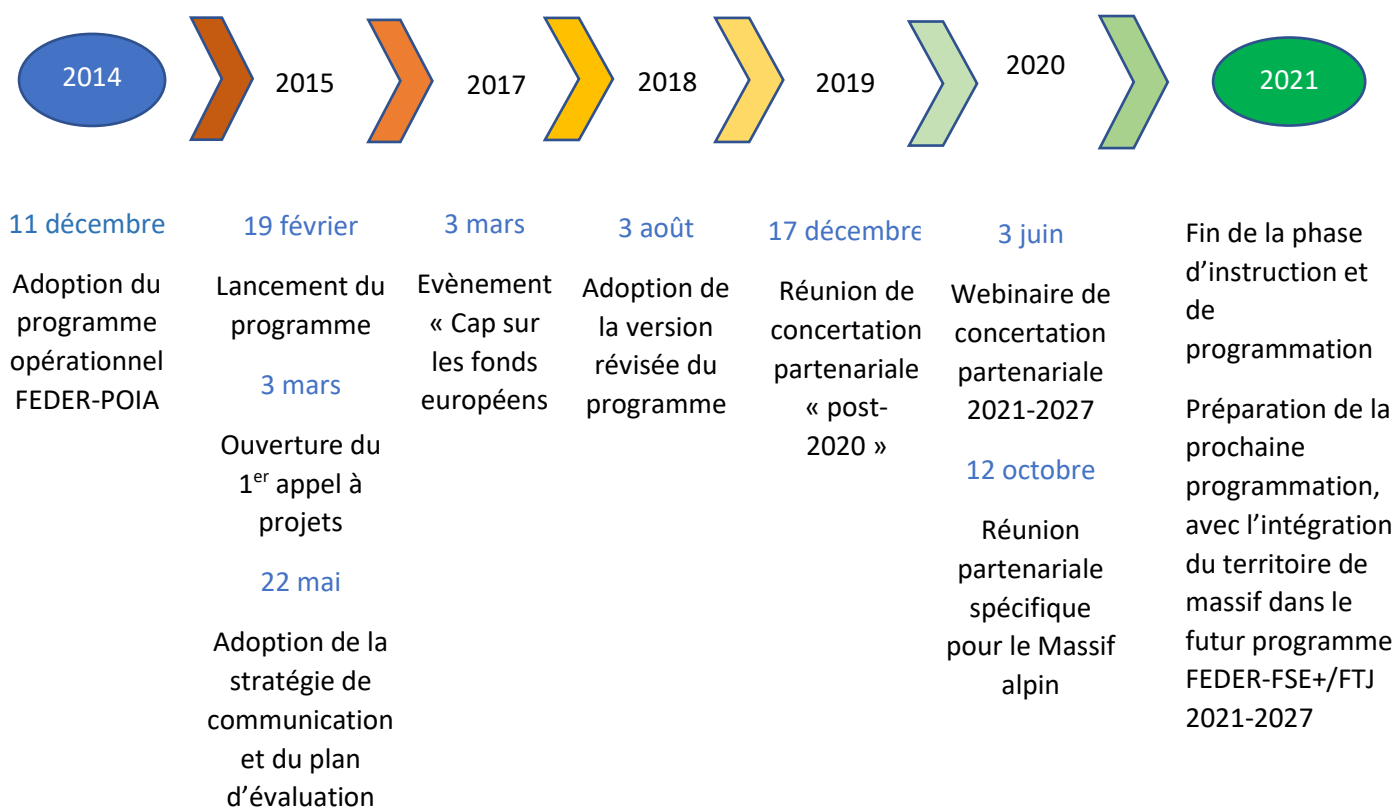 2014
2015
2017
2018
2019
2020
2021
11 décembre
Adoption du
programme
opérationnel
FEDER-POIA
19 février
Lancement du
programme
3 mars
Ouverture du
1er appel à
projets
22 mai
Adoption de la
stratégie de
communication
et du plan
d’évaluation
3 mars
Evènement
« Cap sur
les fonds
européens
3 août
Adoption de
la version
révisée du
programme
17 décembre
Réunion de
concertation
partenariale
« post-
2020 »
3 juin
Webinaire de
concertation
partenariale
2021-2027
12 octobre
Réunion
partenariale
spécifique
pour le Massif
alpin
Fin de la phase
d’instruction et
de
programmation
Préparation de la
prochaine
programmation,
avec l’intégration
du territoire de
massif dans le
futur programme
FEDER-FSE+/FTJ
2021-2027